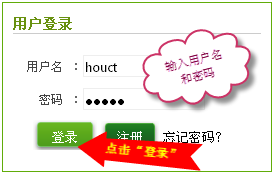 用户登录
用户名 : houct
输入用户名
和密码
密码 : ●●●●●
登录 注册 忘记密码?
点击“登录”